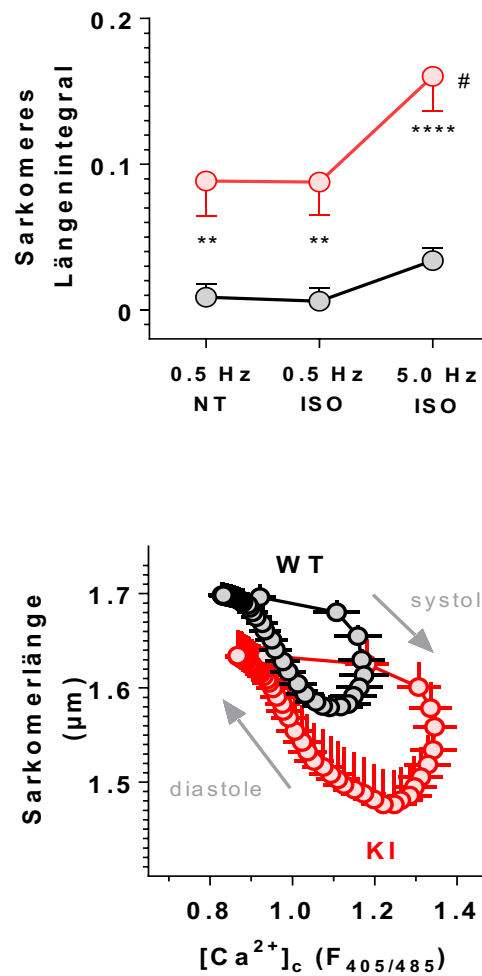 Sarkomeres
Längenintegral
0.2
0.1
0
#
****
** **
0.5 Hz 0.5 Hz 5.0 Hz
NT ISO ISO
Sarkomerlänge
(µm)
WT
1.7
systol
1.6
diastole
1.5
KI
0.8 1.0 1.2 1.4
[Ca²⁺]c (F405/485)